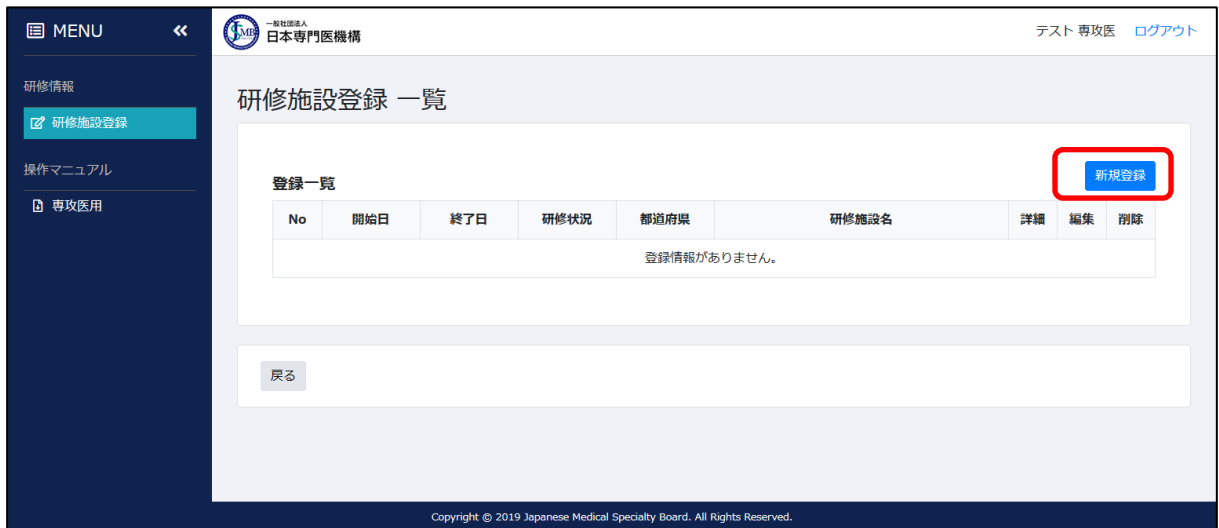 MENU
一般社団法人
日本専門医機構
テスト 専攻医 ログアウト
研修情報
研修施設登録
操作マニュアル
専攻医用
研修施設登録 一覧
新規登録
登録一覧
No 開始日 終了日 研修状況 都道府県 研修施設名 詳細 編集 削除
登録情報がありません。
戻る
Copyright © 2019 Japanese Medical Specialty Board. All Rights Reserved.